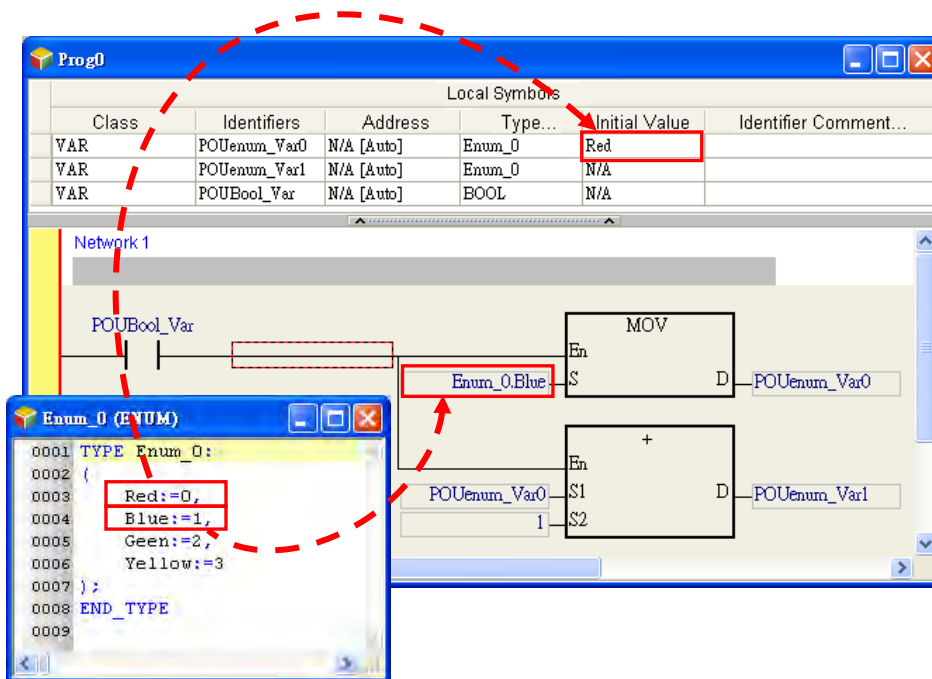 Prog0
Local Symbols
Class Identifiers Address Type... Initial Value Identifier Comment...
VAR POUenum_Var0 N/A [Auto] Enum_0 Red
VAR POUenum_Var1 N/A [Auto] Enum_0 N/A
VAR POUBool_Var N/A [Auto] BOOL N/A
Network 1
POUBool_Var
MOV
En
Enum_0.Blue S D POUenum_Var0
+
En
POUenum_Var0 S1 D POUenum_Var1
1 S2
Enum_0 (ENUM)
0001 TYPE Enum_0:
0002 (
0003 Red:=0,
0004 Blue:=1,
0005 Geen:=2,
0006 Yellow:=3
0007 );
0008 END_TYPE
0009